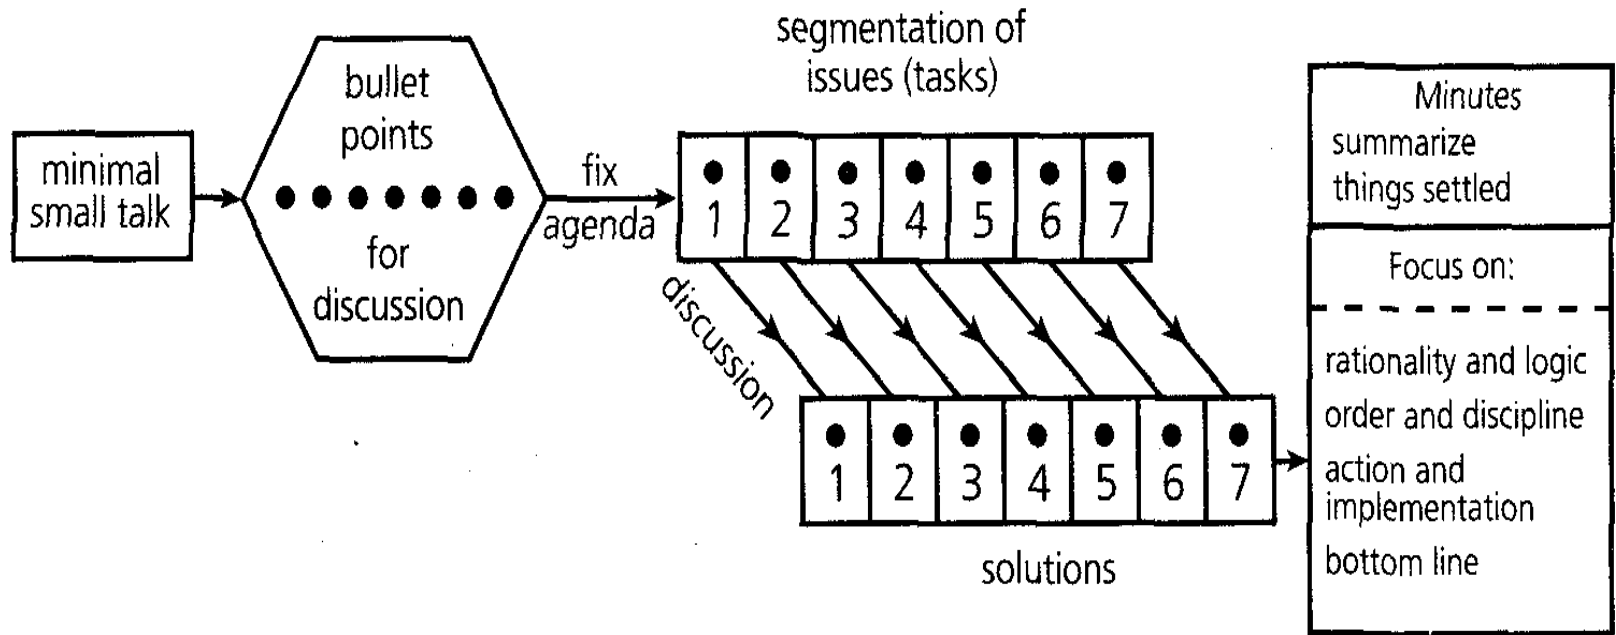 minimal
small talk
bullet
points
for
discussion
fix
agenda
segmentation of
issues (tasks)
1 2 3 4 5 6 7
discussion
1 2 3 4 5 6 7
solutions
Minutes
summarize
things settled
Focus on:
rationality and logic
order and discipline
action and
implementation
bottom line